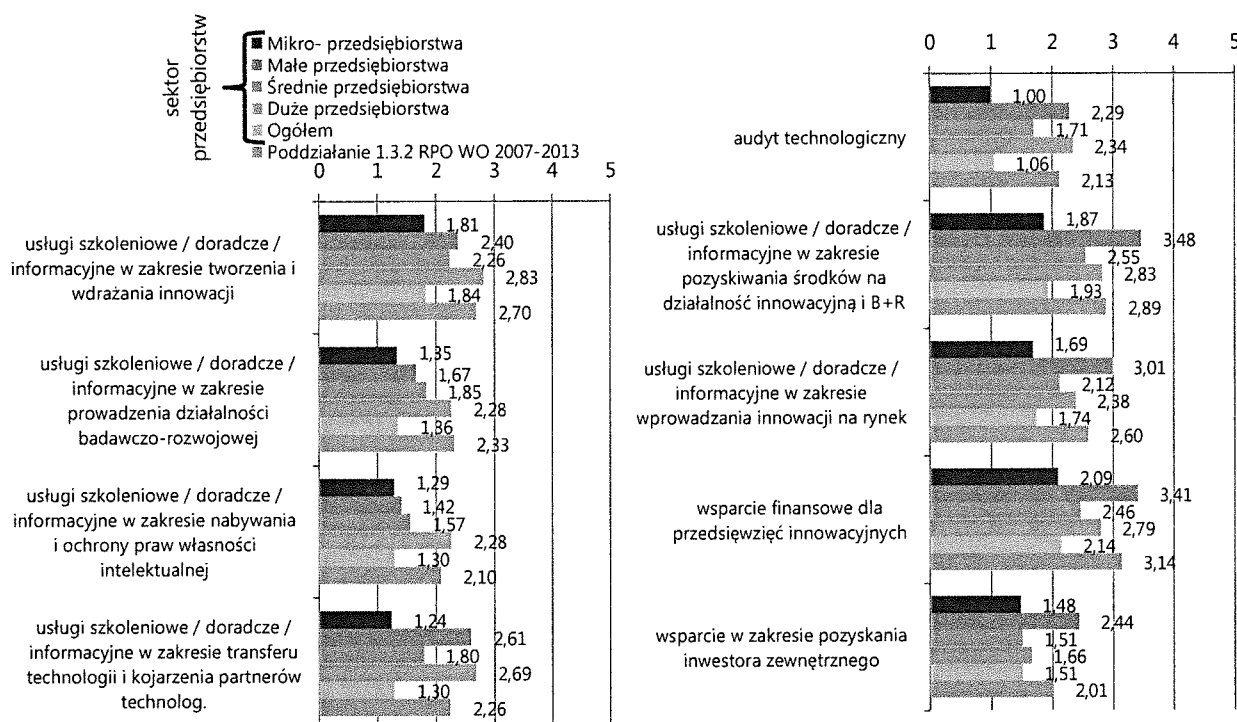 sektor
przedsiębiorstw
Mikro- przedsiębiorstwa
Małe przedsiębiorstwa
Średnie przedsiębiorstwa
Duże przedsiębiorstwa
Ogółem
Poddziałanie 1.3.2 RPO WO 2007-2013
0 1 2 3 4 5
usługi szkoleniowe / doradcze /
informacyjne w zakresie tworzenia i
wdrażania innowacji
1,81
2,40
2,26
2,83
1,84
2,70
usługi szkoleniowe / doradcze /
informacyjne w zakresie
prowadzenia działalności
badawczo-rozwojowej
1,35
1,67
1,85
2,28
1,36
2,33
usługi szkoleniowe / doradcze /
informacyjne w zakresie nabywania
i ochrony praw własności
intelektualnej
1,29
1,42
1,57
2,28
1,30
2,10
usługi szkoleniowe / doradcze /
informacyjne w zakresie transferu
technologii i kojarzenia partnerów
technolog.
1,24
2,61
1,80
2,69
1,30
2,26
0 1 2 3 4 5
audyt technologiczny
1,00
2,29
1,71
2,34
1,06
2,13
usługi szkoleniowe / doradcze /
informacyjne w zakresie
pozyskiwania środków na
działalność innowacyjną i B+R
1,87
3,48
2,55
2,83
1,93
2,89
usługi szkoleniowe / doradcze /
informacyjne w zakresie
wprowadzania innowacji na rynek
1,69
3,01
2,12
2,38
1,74
2,60
wsparcie finansowe dla
przedsięwzięć innowacyjnych
2,09
3,41
2,46
2,79
2,14
3,14
wsparcie w zakresie pozyskania
inwestora zewnętrznego
1,48
2,44
1,51
1,66
1,51
2,01